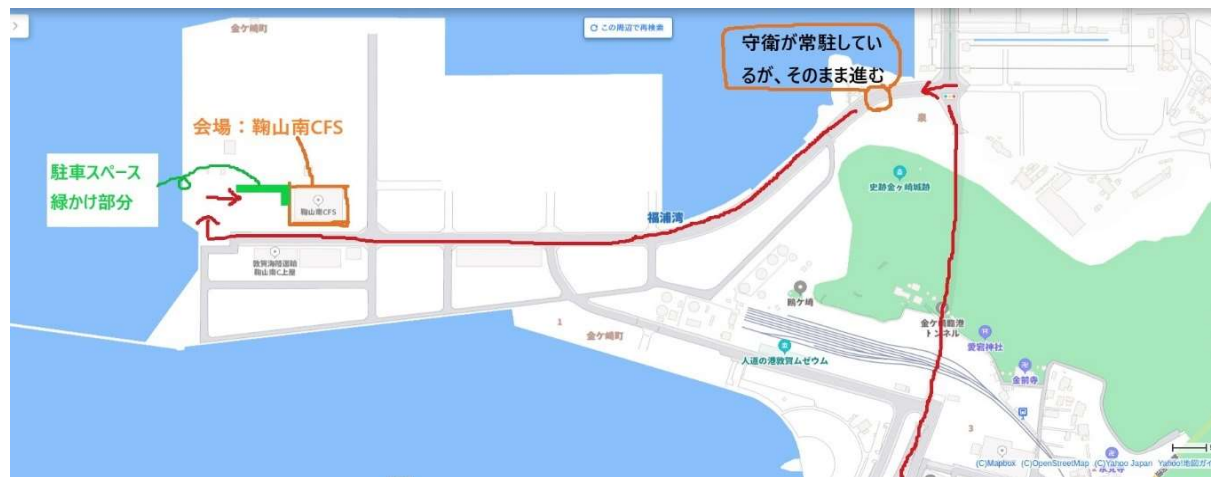 金ケ崎町
この周辺で再検索
守衛が常駐してい
るが、そのまま進む
泉
会場：鞠山南CFS
駐車スペース
緑かけ部分
鞠山南CFS
史跡金ヶ崎城跡
福浦湾
敦賀海陸運輸
鞠山南C上屋
鴎ケ崎
金ケ崎臨港
トンネル
1
金ケ崎町
愛宕神社
人道の港敦賀ムゼウム
金前寺
3
(C)Mapbox (C)OpenStreetMap (C)Yahoo Japan Yahoo!地図ガイ